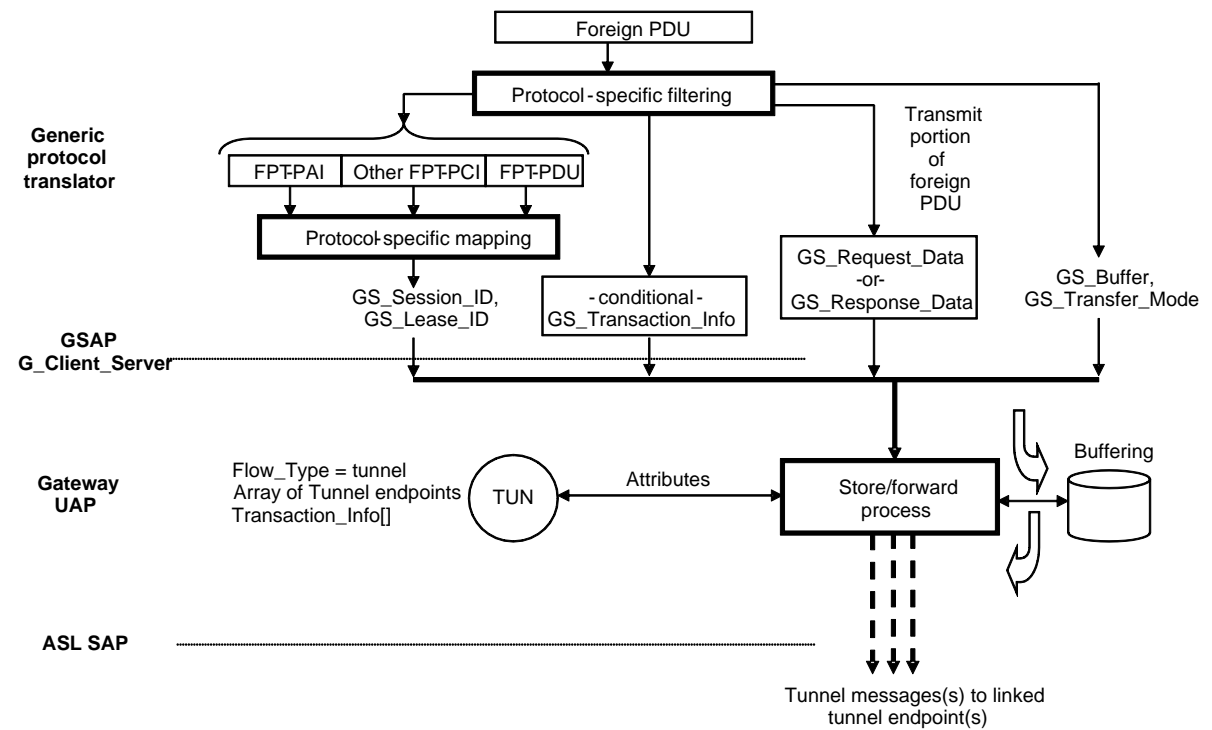 Foreign PDU
Protocol-specific filtering
Generic
protocol
translator
Transmit
portion
of
foreign
PDU
FPT-PAI
Other FPT-PCI
FPT-PDU
Protocol-specific mapping
GS_Session_ID,
GS_Lease_ID
-conditional-
GS_Transaction_Info
GS_Request_Data
-or-
GS_Response_Data
GS_Buffer,
GS_Transfer_Mode
GSAP
G_Client_Server
Gateway
UAP
Flow_Type = tunnel
Array of Tunnel endpoints
Transaction_Info[]
TUN
Attributes
Store/forward
process
Buffering
ASL SAP
Tunnel messages(s) to linked
tunnel endpoint(s)